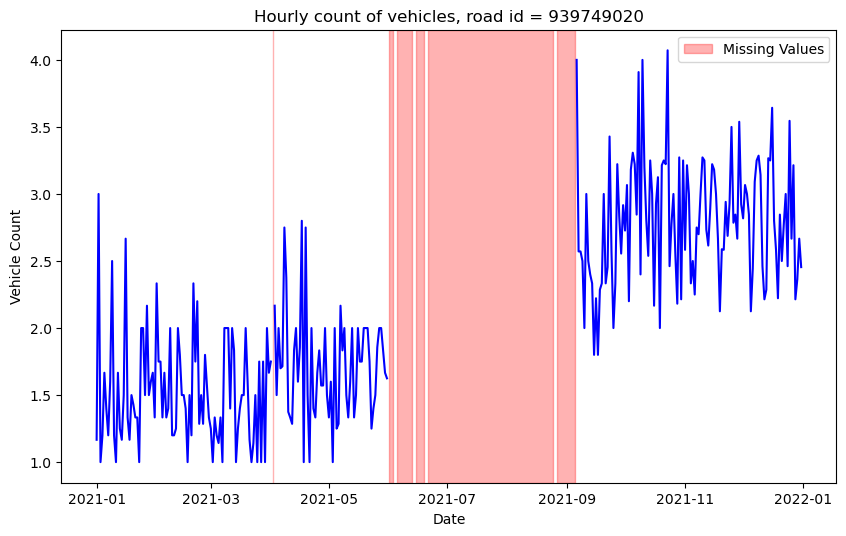 Hourly count of vehicles, road id = 939749020
Missing Values
Vehicle Count
4.0
3.5
3.0
2.5
2.0
1.5
1.0
2021-01 2021-03 2021-05 2021-07 2021-09 2021-11 2022-01
Date